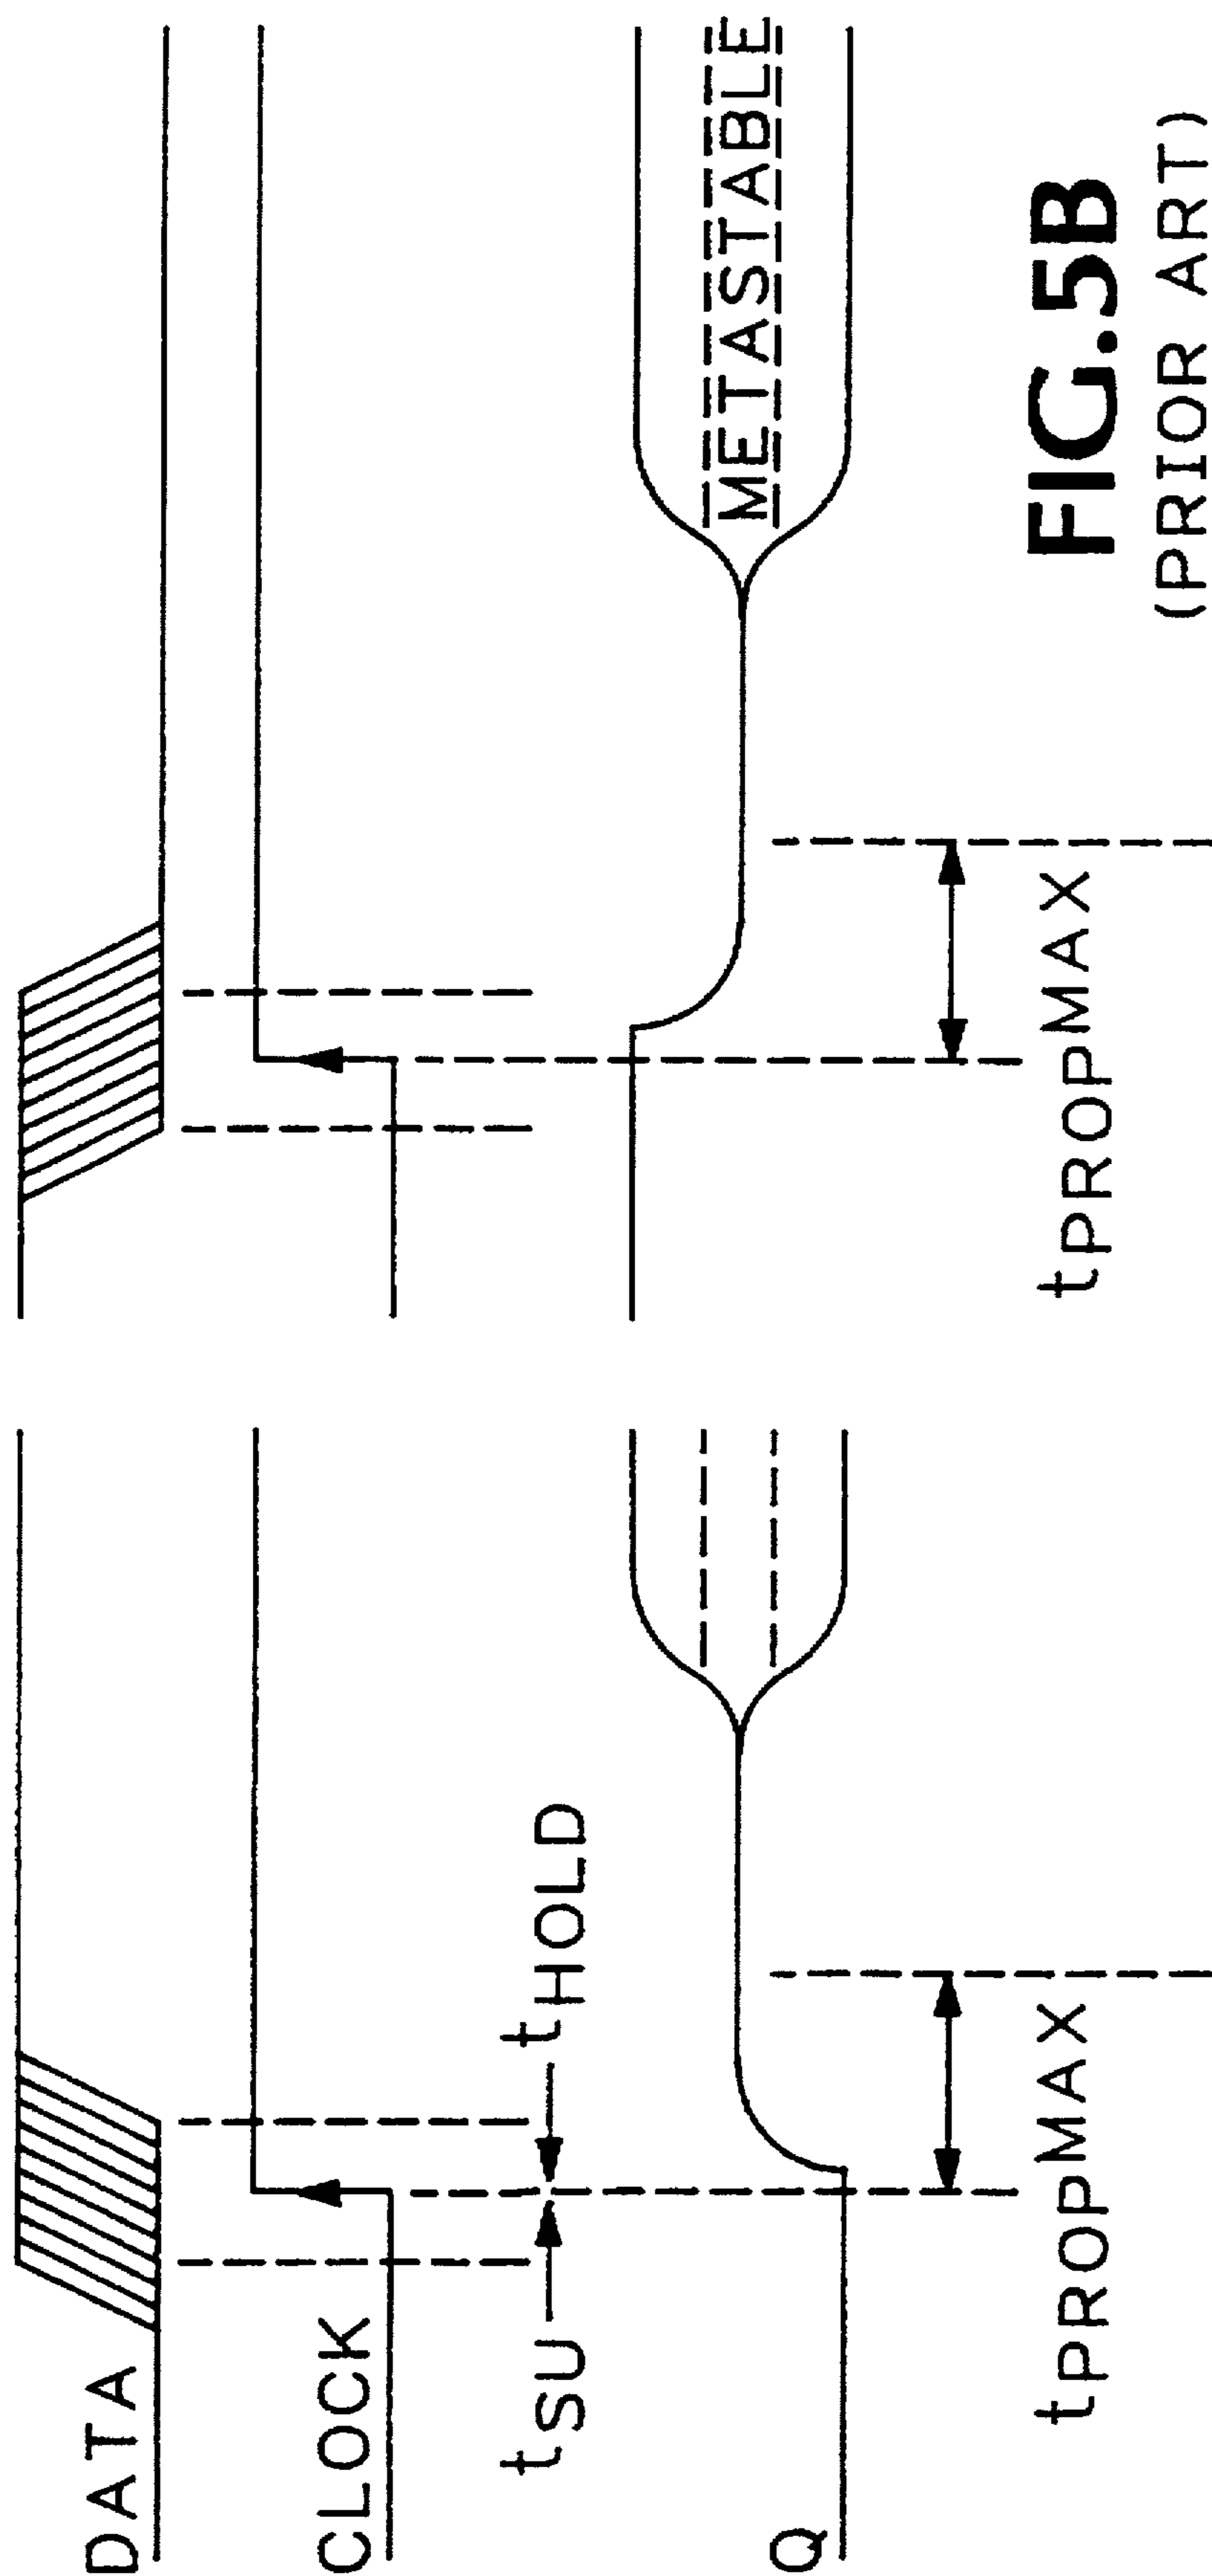 DATA
CLOCK
tSU
tHOLD
Q
METASTABLE
tPROPMAX
tPROPMAX
FIG.5B
(PRIOR ART)